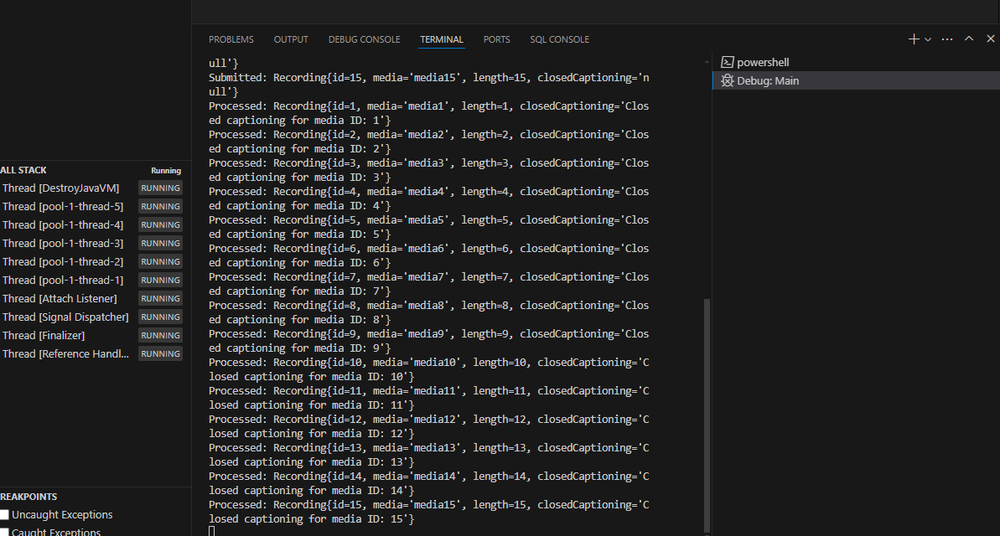 PROBLEMS OUTPUT DEBUG CONSOLE TERMINAL PORTS SQL CONSOLE
ull'}
Submitted: Recording{id=15, media='media15', length=15, closedCaptioning='n
ull'}
Processed: Recording{id=1, media='media1', length=1, closedCaptioning='Clos
ed captioning for media ID: 1'}
Processed: Recording{id=2, media='media2', length=2, closedCaptioning='Clos
ed captioning for media ID: 2'}
Processed: Recording{id=3, media='media3', length=3, closedCaptioning='Clos
ed captioning for media ID: 3'}
Processed: Recording{id=4, media='media4', length=4, closedCaptioning='Clos
ed captioning for media ID: 4'}
Processed: Recording{id=5, media='media5', length=5, closedCaptioning='Clos
ed captioning for media ID: 5'}
Processed: Recording{id=6, media='media6', length=6, closedCaptioning='Clos
ed captioning for media ID: 6'}
Processed: Recording{id=7, media='media7', length=7, closedCaptioning='Clos
ed captioning for media ID: 7'}
Processed: Recording{id=8, media='media8', length=8, closedCaptioning='Clos
ed captioning for media ID: 8'}
Processed: Recording{id=9, media='media9', length=9, closedCaptioning='Clos
ed captioning for media ID: 9'}
Processed: Recording{id=10, media='media10', length=10, closedCaptioning='C
losed captioning for media ID: 10'}
Processed: Recording{id=11, media='media11', length=11, closedCaptioning='C
losed captioning for media ID: 11'}
Processed: Recording{id=12, media='media12', length=12, closedCaptioning='C
losed captioning for media ID: 12'}
Processed: Recording{id=13, media='media13', length=13, closedCaptioning='C
losed captioning for media ID: 13'}
Processed: Recording{id=14, media='media14', length=14, closedCaptioning='C
losed captioning for media ID: 14'}
Processed: Recording{id=15, media='media15', length=15, closedCaptioning='C
losed captioning for media ID: 15'}
powershell
Debug: Main
ALL STACK Running
Thread [DestroyJavaVM] RUNNING
Thread [pool-1-thread-5] RUNNING
Thread [pool-1-thread-4] RUNNING
Thread [pool-1-thread-3] RUNNING
Thread [pool-1-thread-2] RUNNING
Thread [pool-1-thread-1] RUNNING
Thread [Attach Listener] RUNNING
Thread [Signal Dispatcher] RUNNING
Thread [Finalizer] RUNNING
Thread [Reference Handl... RUNNING
REAKPOINTS
Uncaught Exceptions
Caught Exceptions